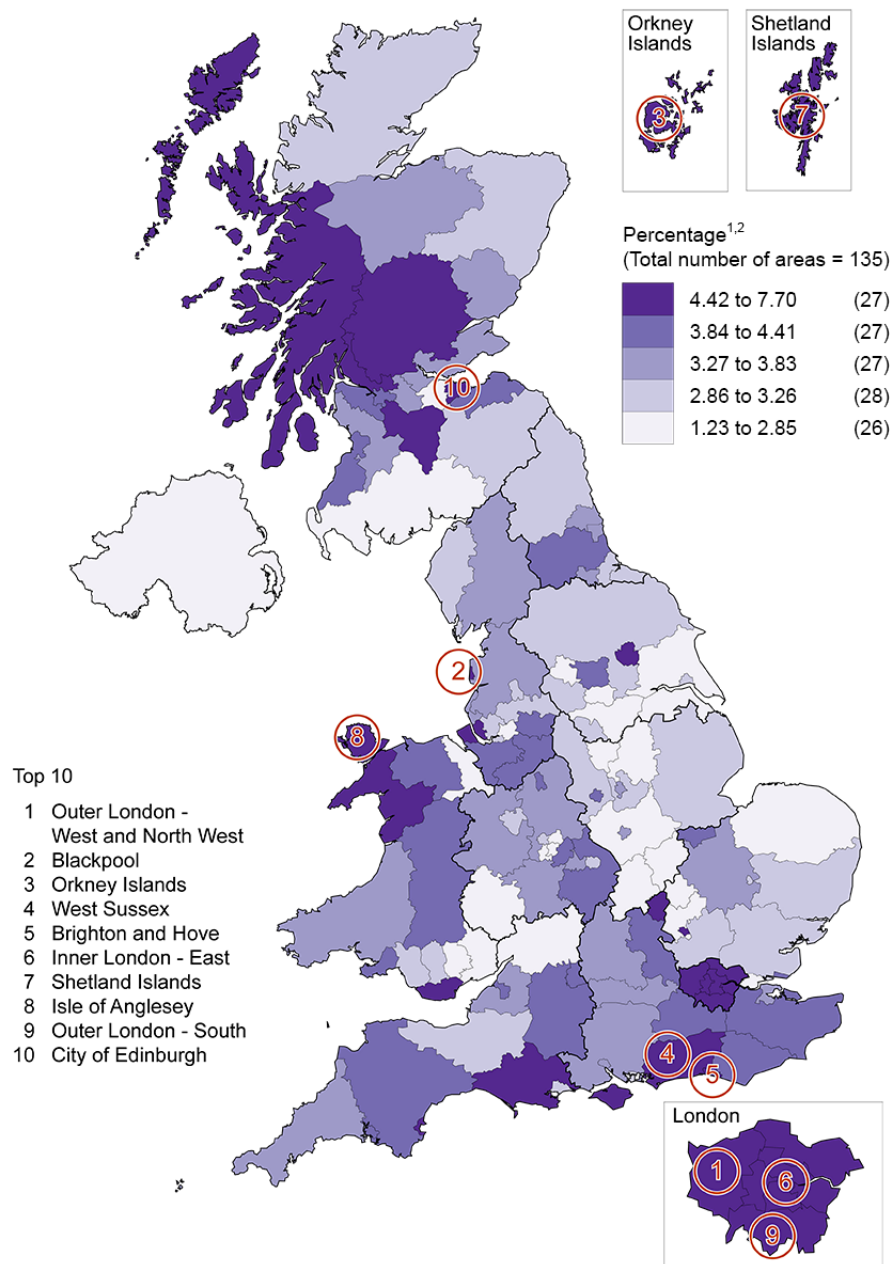 Orkney
Islands
3
Shetland
Islands
7
Percentage1,2
(Total number of areas = 135)
4.42 to 7.70 (27)
3.84 to 4.41 (27)
3.27 to 3.83 (27)
2.86 to 3.26 (28)
1.23 to 2.85 (26)
10
2
8
Top 10
1 Outer London -
West and North West
2 Blackpool
3 Orkney Islands
4 West Sussex
5 Brighton and Hove
6 Inner London - East
7 Shetland Islands
8 Isle of Anglesey
9 Outer London - South
10 City of Edinburgh
4
5
London
1
6
9